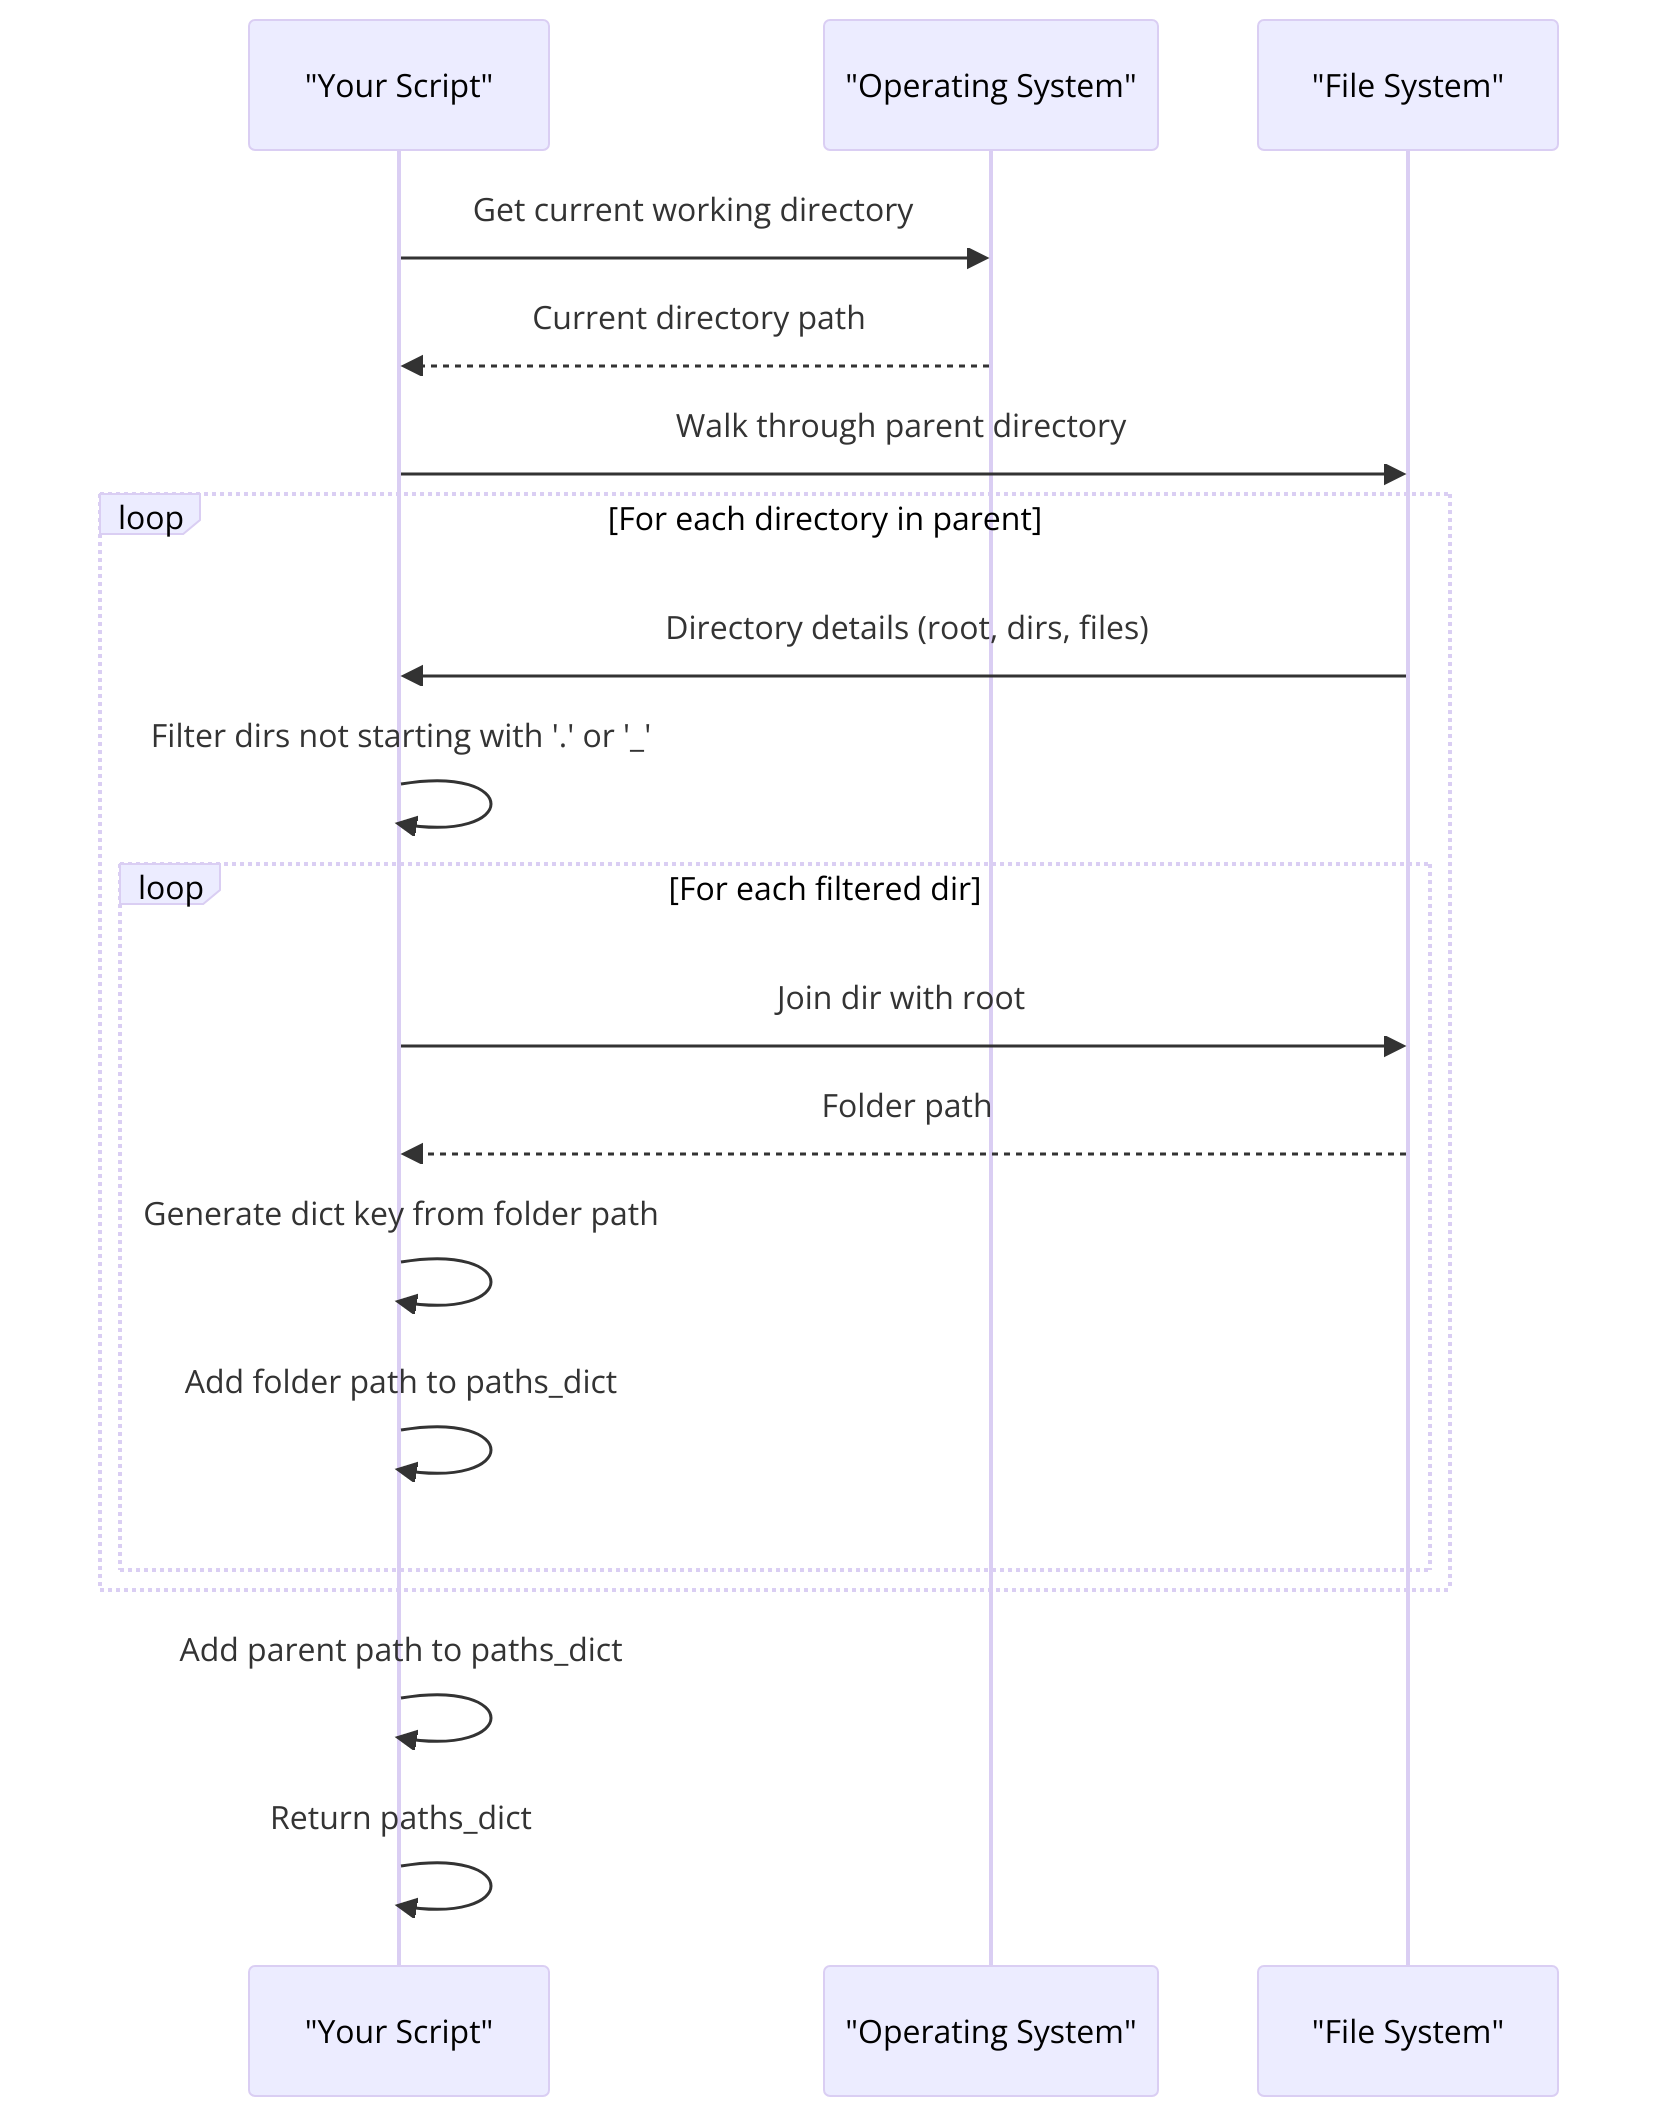 "Your Script"
"Operating System"
"File System"
Get current working directory
Current directory path
Walk through parent directory
loop
[For each directory in parent]
Directory details (root, dirs, files)
Filter dirs not starting with '.' or '_'
loop
[For each filtered dir]
Join dir with root
Folder path
Generate dict key from folder path
Add folder path to paths_dict
Add parent path to paths_dict
Return paths_dict
"Your Script"
"Operating System"
"File System"